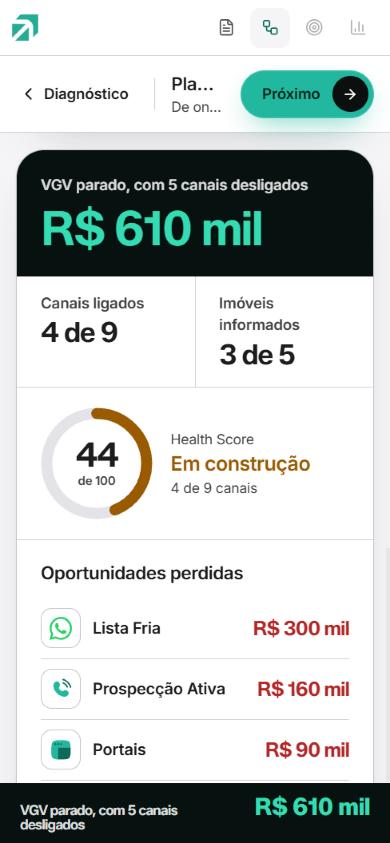 Diagnóstico
Pla...
De on...
Próximo
VGV parado, com 5 canais desligados
R$ 610 mil
Canais ligados
4 de 9
Imóveis
informados
3 de 5
44
de 100
Health Score
Em construção
4 de 9 canais
Oportunidades perdidas
Lista Fria
R$ 300 mil
Prospecção Ativa
R$ 160 mil
Portais
R$ 90 mil
VGV parado, com 5 canais
desligados
R$ 610 mil